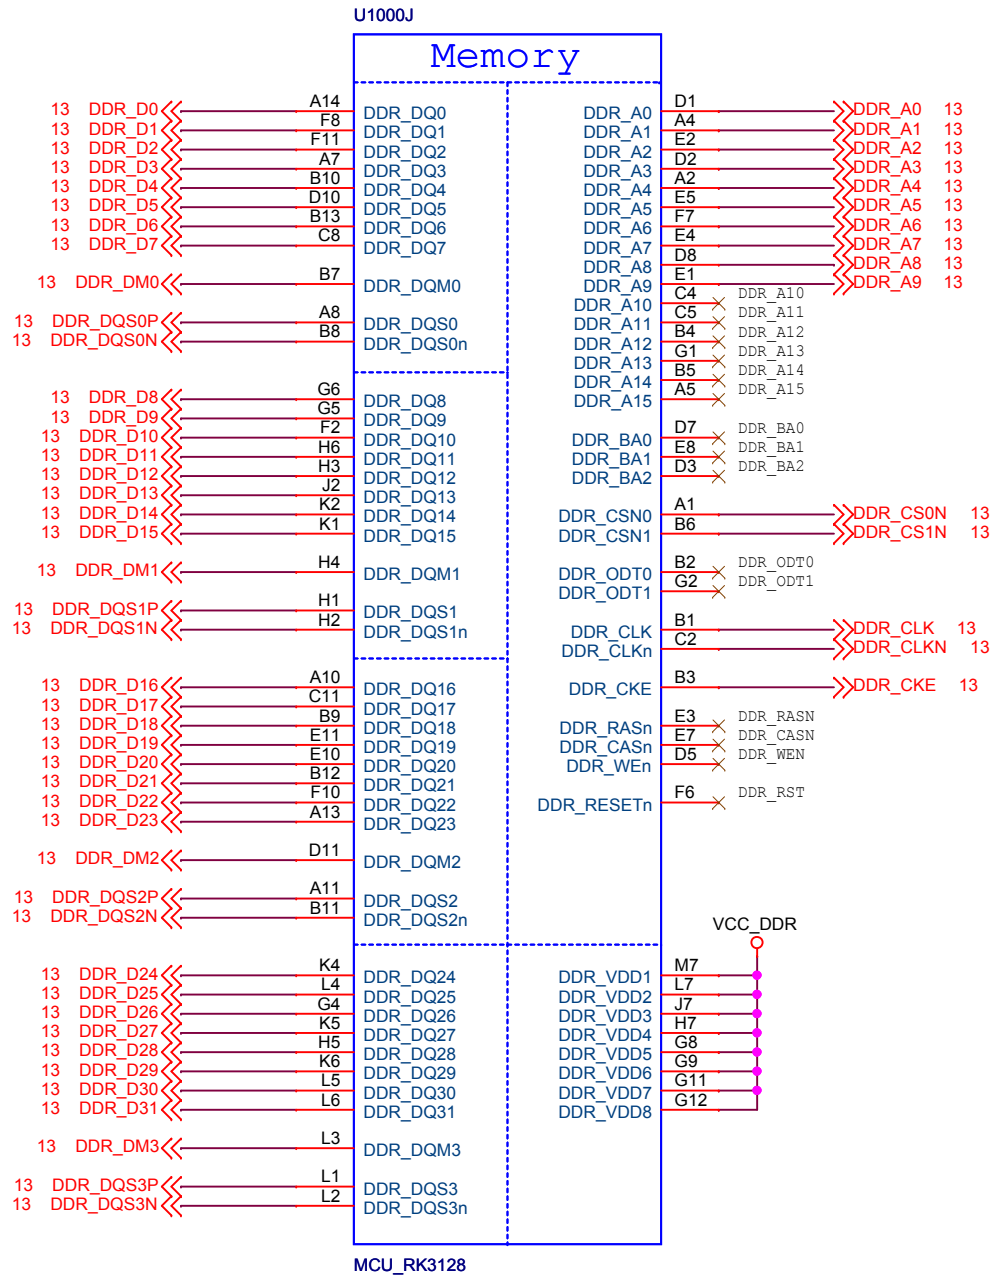 U1000J
Memory
13 DDR_D0 A14 DDR_DQ0 DDR_A0 D1 DDR_A0 13
13 DDR_D1 F8 DDR_DQ1 DDR_A1 A4 DDR_A1 13
13 DDR_D2 F11 DDR_DQ2 DDR_A2 E2 DDR_A2 13
13 DDR_D3 A7 DDR_DQ3 DDR_A3 D2 DDR_A3 13
13 DDR_D4 B10 DDR_DQ4 DDR_A4 A2 DDR_A4 13
13 DDR_D5 D10 DDR_DQ5 DDR_A5 E5 DDR_A5 13
13 DDR_D6 B13 DDR_DQ6 DDR_A6 F7 DDR_A6 13
13 DDR_D7 C8 DDR_DQ7 DDR_A7 E4 DDR_A7 13
DDR_A8 D8 DDR_A8 13
13 DDR_DM0 B7 DDR_DQM0 DDR_A9 E1 DDR_A9 13
DDR_A10 C4 DDR_A10
13 DDR_DQS0P A8 DDR_DQS0 DDR_A11 C5 DDR_A11
13 DDR_DQS0N B8 DDR_DQS0n DDR_A12 B4 DDR_A12
DDR_A13 G1 DDR_A13
DDR_A14 B5 DDR_A14
13 DDR_D8 G6 DDR_DQ8 DDR_A15 A5 DDR_A15
13 DDR_D9 G5 DDR_DQ9
13 DDR_D10 F2 DDR_DQ10 DDR_BA0 D7 DDR_BA0
13 DDR_D11 H6 DDR_DQ11 DDR_BA1 E8 DDR_BA1
13 DDR_D12 H3 DDR_DQ12 DDR_BA2 D3 DDR_BA2
13 DDR_D13 J2 DDR_DQ13
13 DDR_D14 K2 DDR_DQ14 DDR_CSN0 A1 DDR_CS0N 13
13 DDR_D15 K1 DDR_DQ15 DDR_CSN1 B6 DDR_CS1N 13
13 DDR_DM1 H4 DDR_DQM1 DDR_ODT0 B2 DDR_ODT0
DDR_ODT1 G2 DDR_ODT1
13 DDR_DQS1P H1 DDR_DQS1
13 DDR_DQS1N H2 DDR_DQS1n DDR_CLK B1 DDR_CLK 13
DDR_CLKn C2 DDR_CLKN 13
13 DDR_D16 A10 DDR_DQ16 DDR_CKE B3 DDR_CKE 13
13 DDR_D17 C11 DDR_DQ17
13 DDR_D18 B9 DDR_DQ18 DDR_RASn E3 DDR_RASN
13 DDR_D19 E11 DDR_DQ19 DDR_CASn E7 DDR_CASN
13 DDR_D20 E10 DDR_DQ20 DDR_WEn D5 DDR_WEN
13 DDR_D21 B12 DDR_DQ21
13 DDR_D22 F10 DDR_DQ22 DDR_RESETn F6 DDR_RST
13 DDR_D23 A13 DDR_DQ23
13 DDR_DM2 D11 DDR_DQM2
13 DDR_DQS2P A11 DDR_DQS2
13 DDR_DQS2N B11 DDR_DQS2n
VCC_DDR
13 DDR_D24 K4 DDR_DQ24 DDR_VDD1 M7
13 DDR_D25 L4 DDR_DQ25 DDR_VDD2 L7
13 DDR_D26 G4 DDR_DQ26 DDR_VDD3 J7
13 DDR_D27 K5 DDR_DQ27 DDR_VDD4 H7
13 DDR_D28 H5 DDR_DQ28 DDR_VDD5 G8
13 DDR_D29 K6 DDR_DQ29 DDR_VDD6 G9
13 DDR_D30 L5 DDR_DQ30 DDR_VDD7 G11
13 DDR_D31 L6 DDR_DQ31 DDR_VDD8 G12
13 DDR_DM3 L3 DDR_DQM3
13 DDR_DQS3P L1 DDR_DQS3
13 DDR_DQS3N L2 DDR_DQS3n
MCU_RK3128